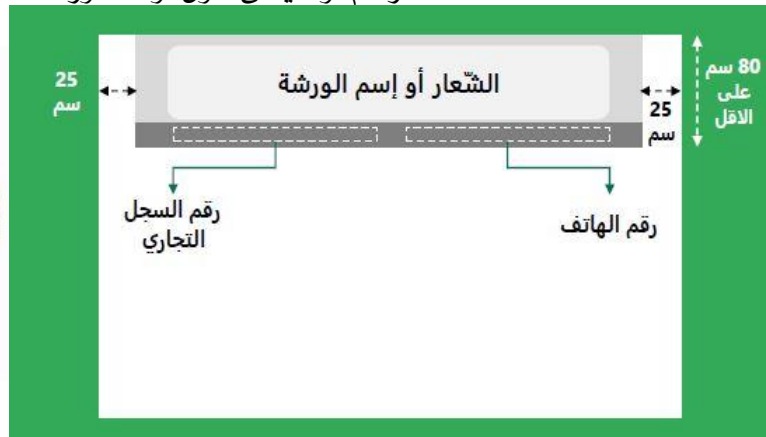 الشّعار أو إسم الورشة
80 سم
على
الاقل
25
سم
25
سم
رقم الهاتف
رقم السجل
التجاري